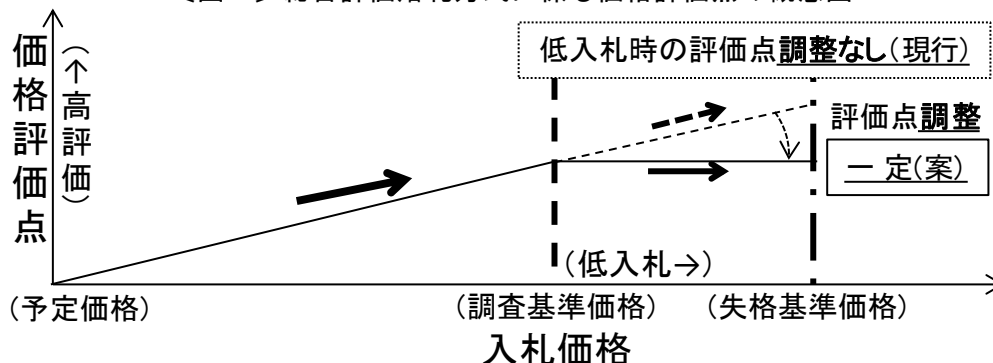 低入札時の評価点調整なし(現行)
価格評価点
(↑高評価)
評価点調整
一 定(案)
(低入札→)
(予定価格)
(調査基準価格)
(失格基準価格)
入札価格